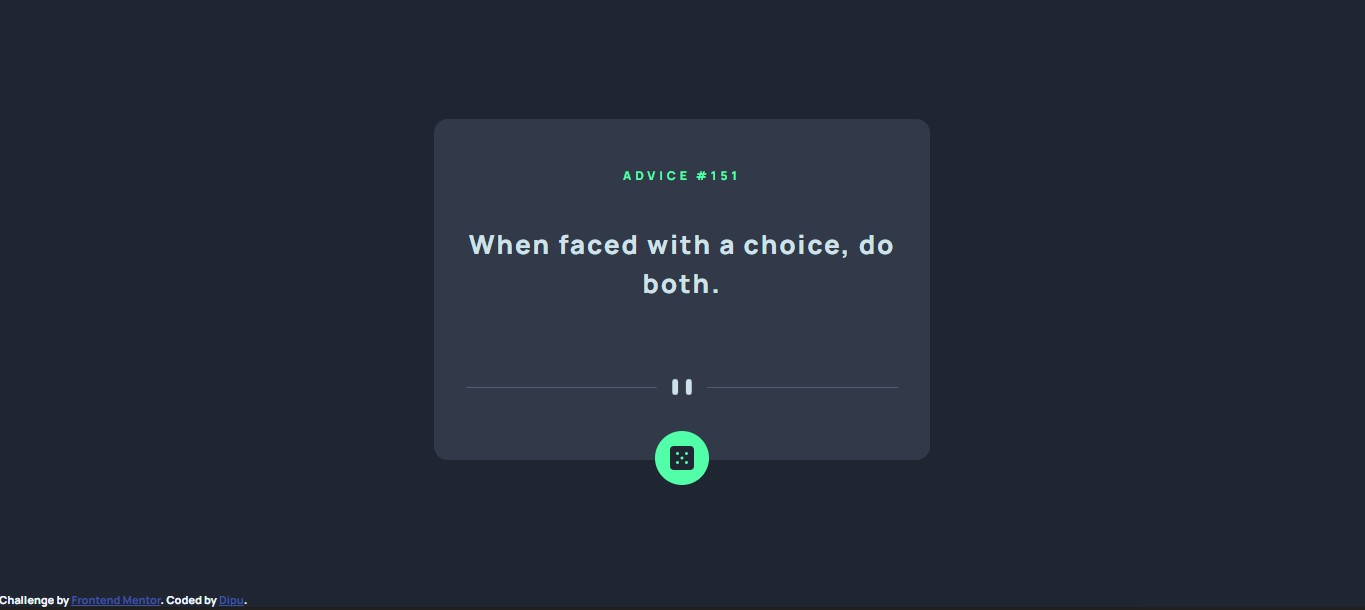 ADVICE #151
When faced with a choice, do
both.
Challenge by Frontend Mentor. Coded by Dipu.